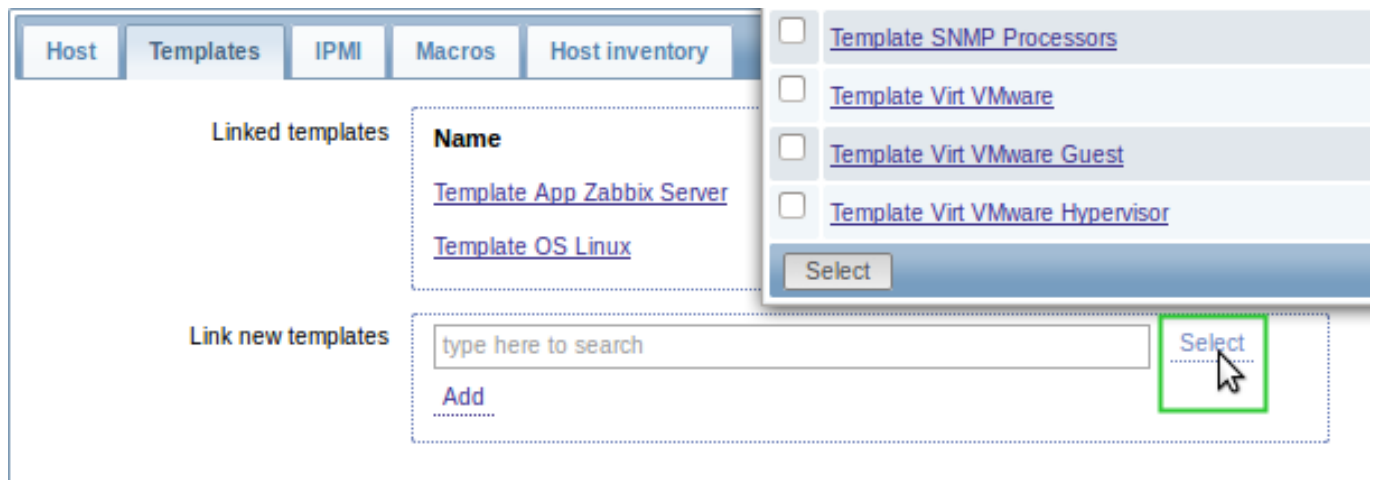 Host Templates IPMI Macros Host inventory
Template SNMP Processors
Template Virt VMware
Template Virt VMware Guest
Template Virt VMware Hypervisor
Select
Linked templates
Name
Template App Zabbix Server
Template OS Linux
Link new templates
type here to search
Select
Add